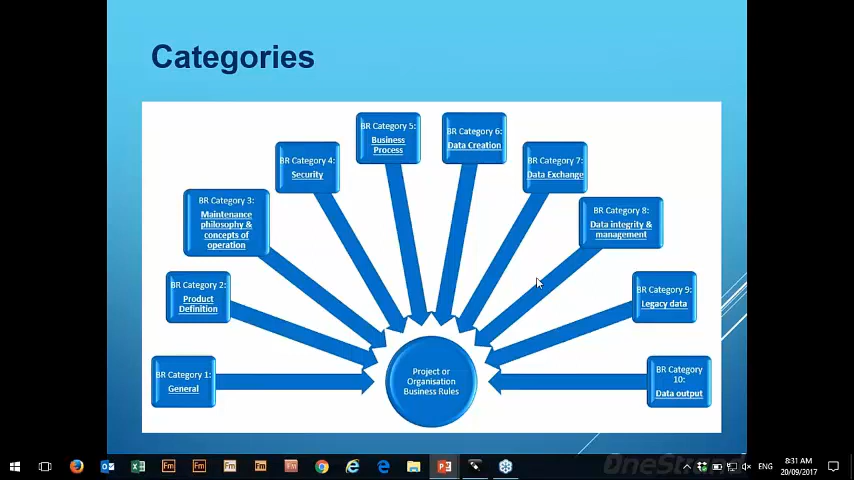 Categories
BR Category 1:
General
BR Category 2:
Product
Definition
BR Category 3:
Maintenance
philosophy &
concepts of
operation
BR Category 4:
Security
BR Category 5:
Business
Process
BR Category 6:
Data Creation
BR Category 7:
Data Exchange
BR Category 8:
Data integrity &
management
BR Category 9:
Legacy data
BR Category
10:
Data output
Project or
Organisation
Business Rules
OneStrand
ENG
8:31 AM
20/09/2017